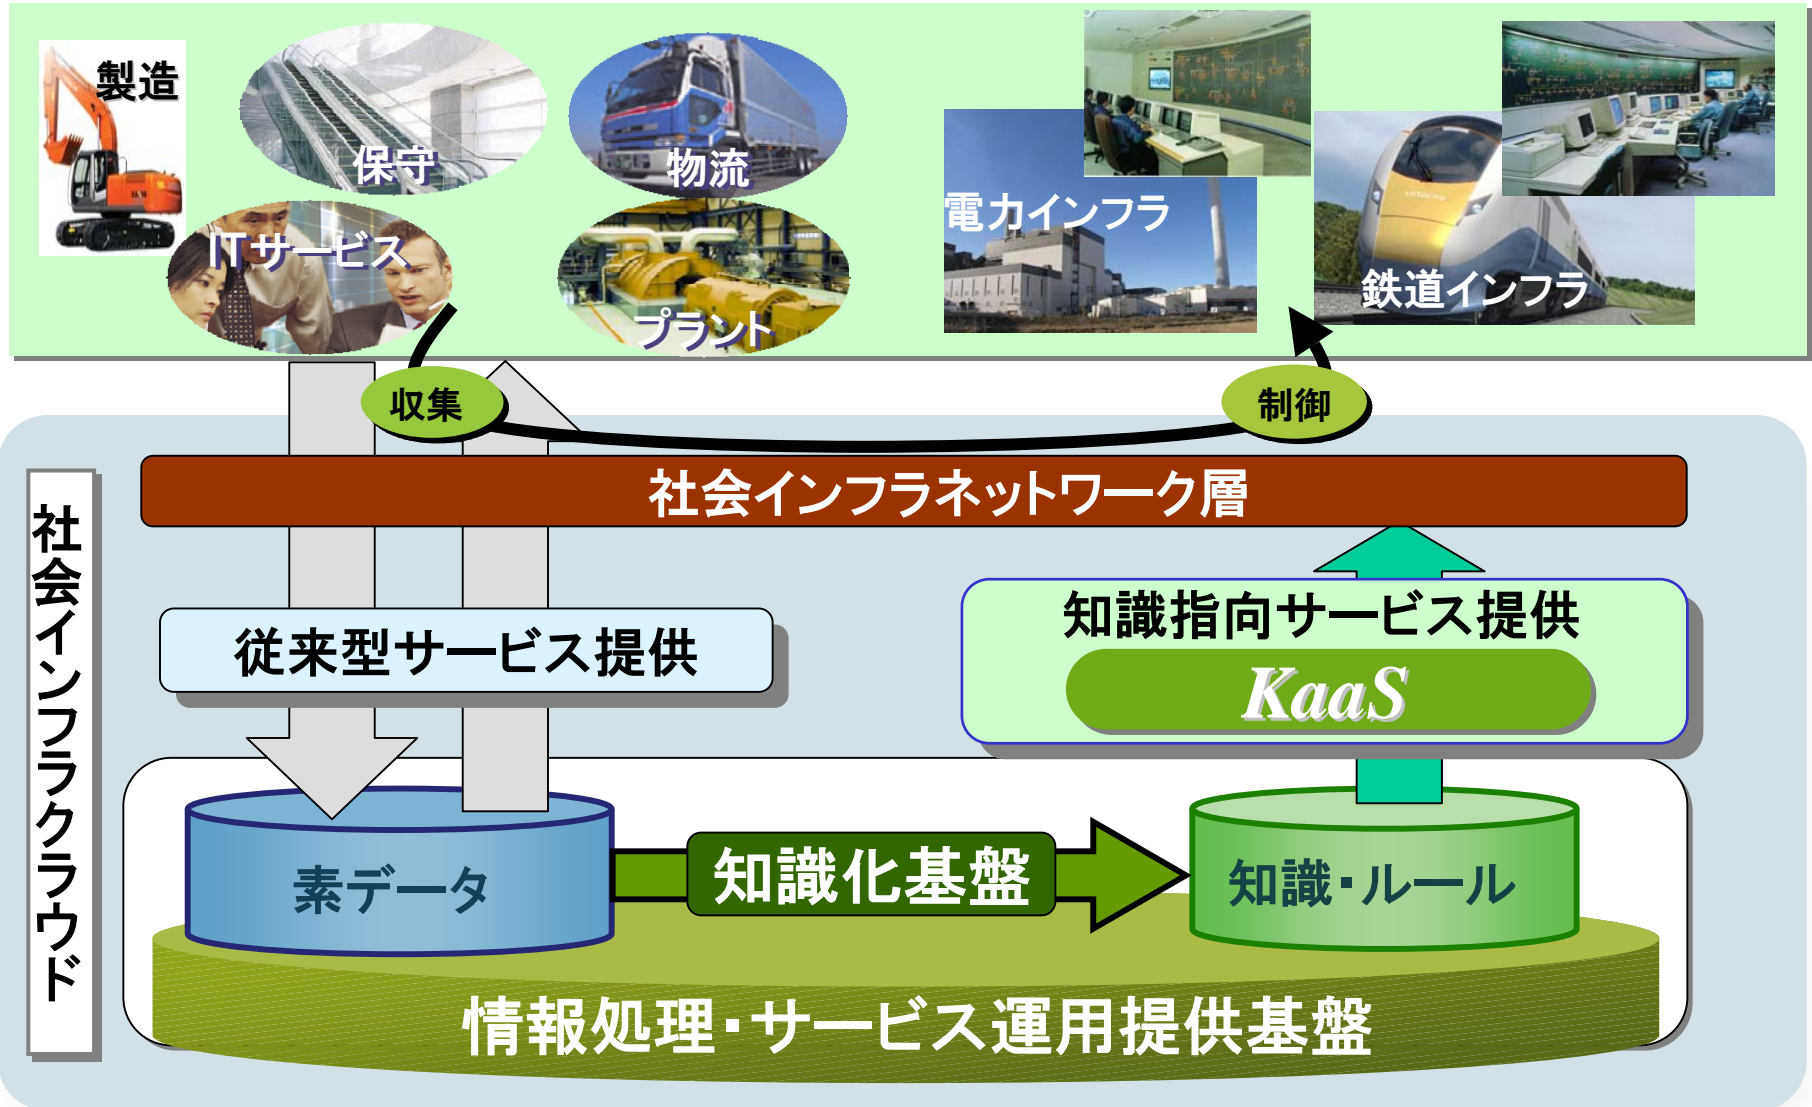 製造
保守
物流
ITサービス
プラント
電力インフラ
HITACHI
鉄道インフラ
収集
制御
社会インフラクラウド
社会インフラネットワーク層
従来型サービス提供
知識指向サービス提供
KaaS
素データ
知識化基盤
知識・ルール
情報処理・サービス運用提供基盤